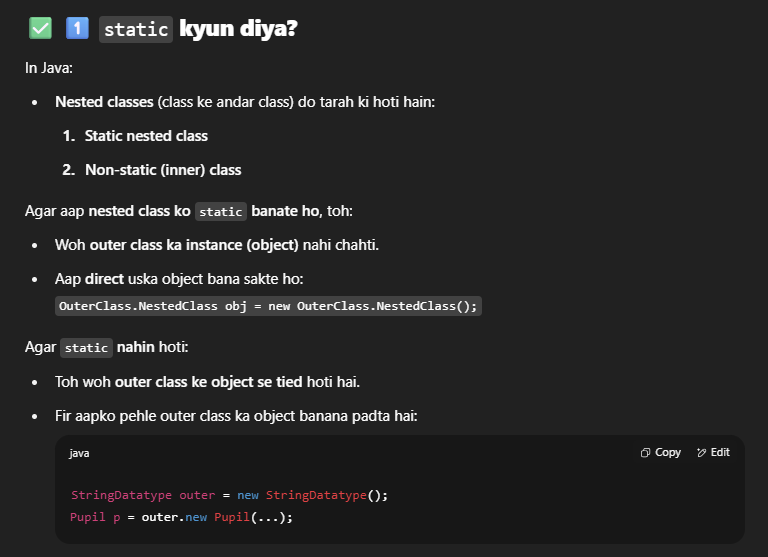 ✅ 1️⃣ static kyun diya?
In Java:
• Nested classes (class ke andar class) do tarah ki hoti hain:
1. Static nested class
2. Non-static (inner) class
Agar aap nested class ko static banate ho, toh:
• Woh outer class ka instance (object) nahi chahti.
• Aap direct uska object bana sakte ho:
OuterClass.NestedClass obj = new OuterClass.NestedClass();
Agar static nahin hoti:
• Toh woh outer class ke object se tied hoti hai.
• Fir aapko pehle outer class ka object banana padta hai:
java Copy Edit
StringDatatype outer = new StringDatatype();
Pupil p = outer.new Pupil(...);